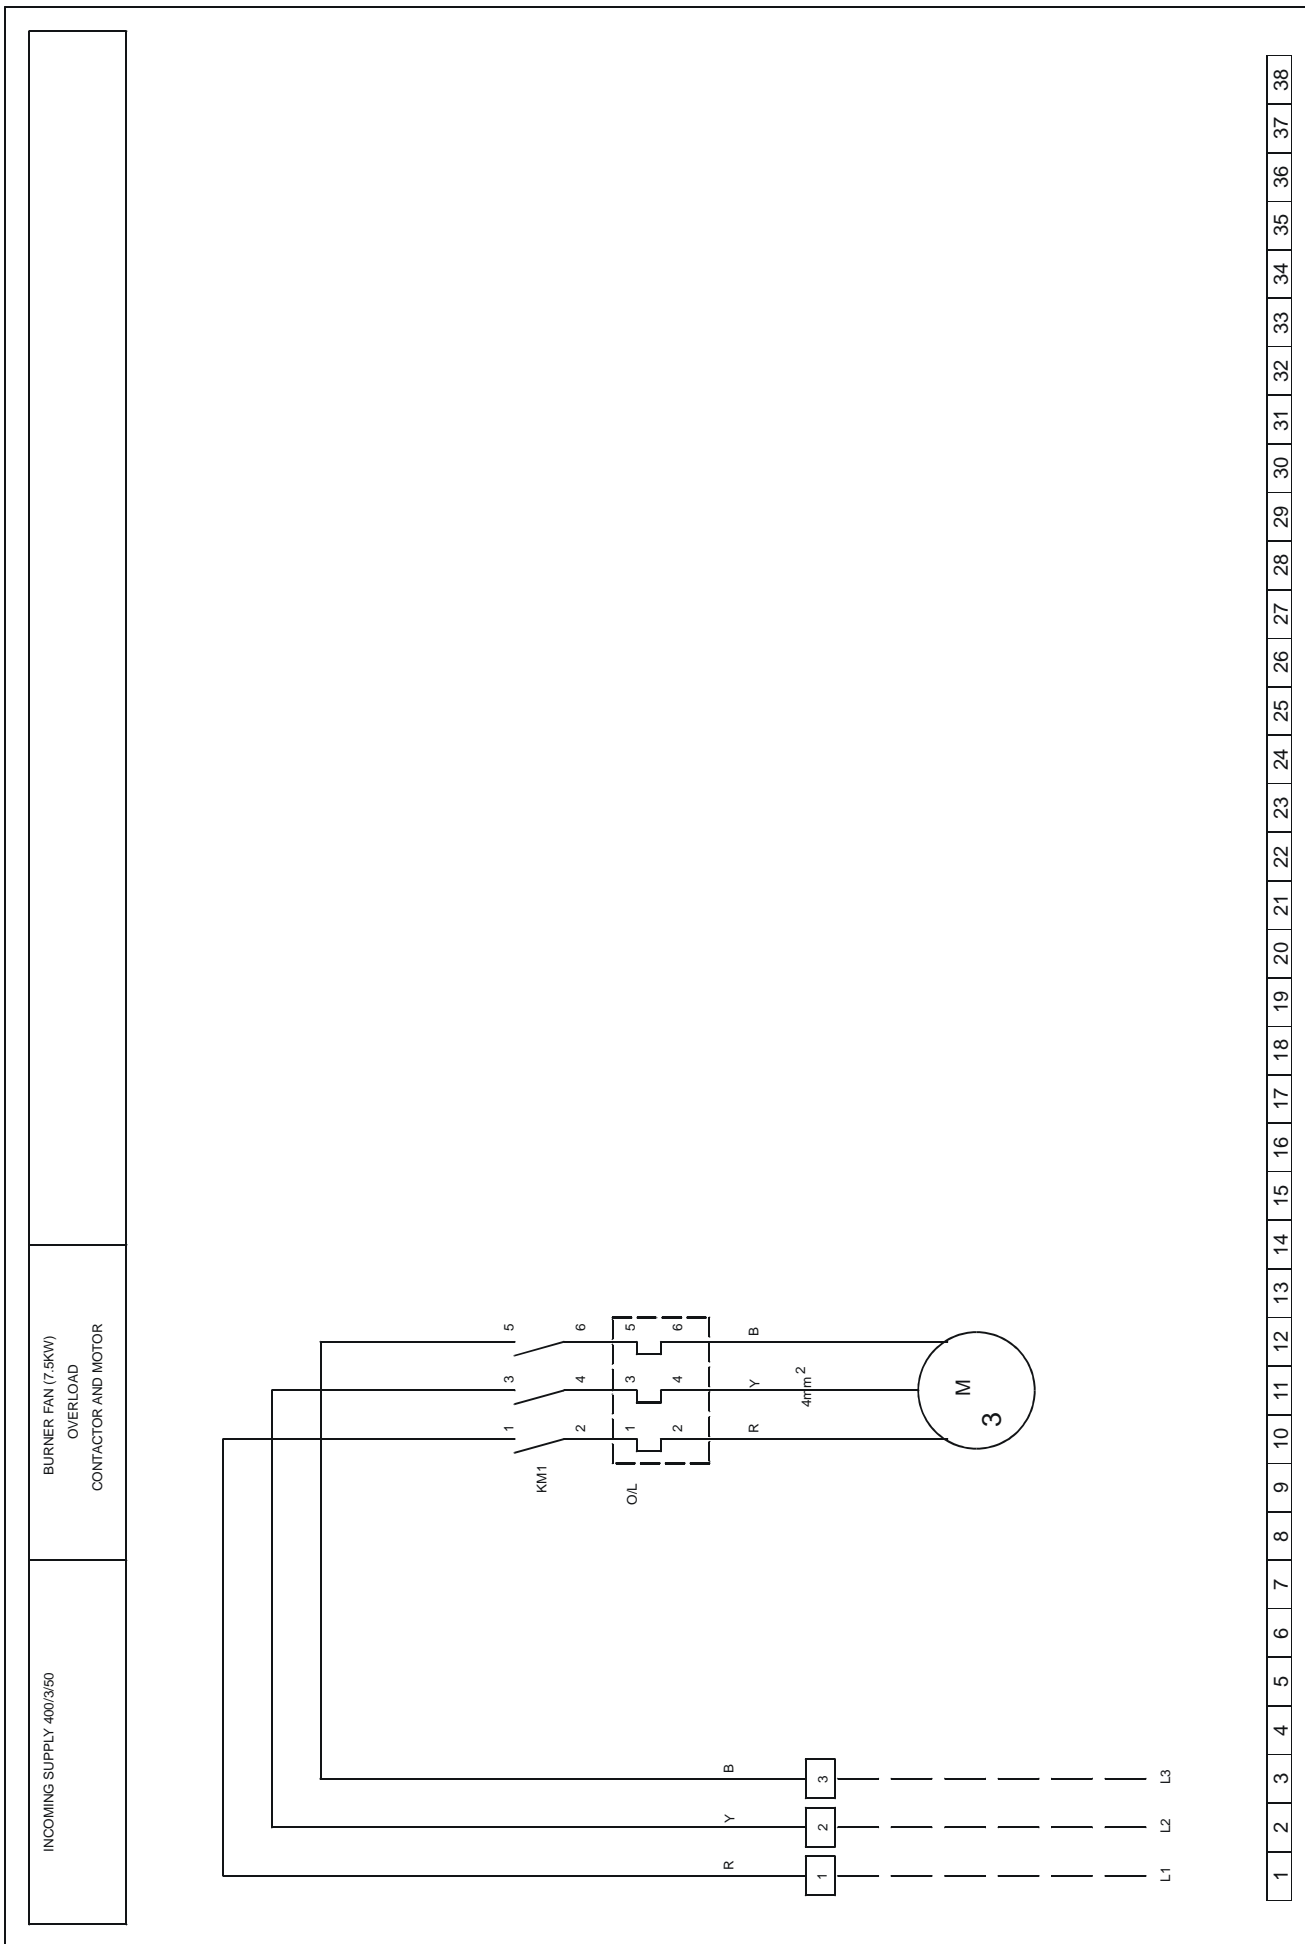 INCOMING SUPPLY 400/3/50
BURNER FAN (7.5KW)
OVERLOAD
CONTACTOR AND MOTOR
1 3 5
KM1
2 4 6
O/L
1 3 5
2 4 6
R Y B
R Y B
4mm 2
1 2 3
M
3
L1 L2 L3
1 2 3 4 5 6 7 8 9 10 11 12 13 14 15 16 17 18 19 20 21 22 23 24 25 26 27 28 29 30 31 32 33 34 35 36 37 38